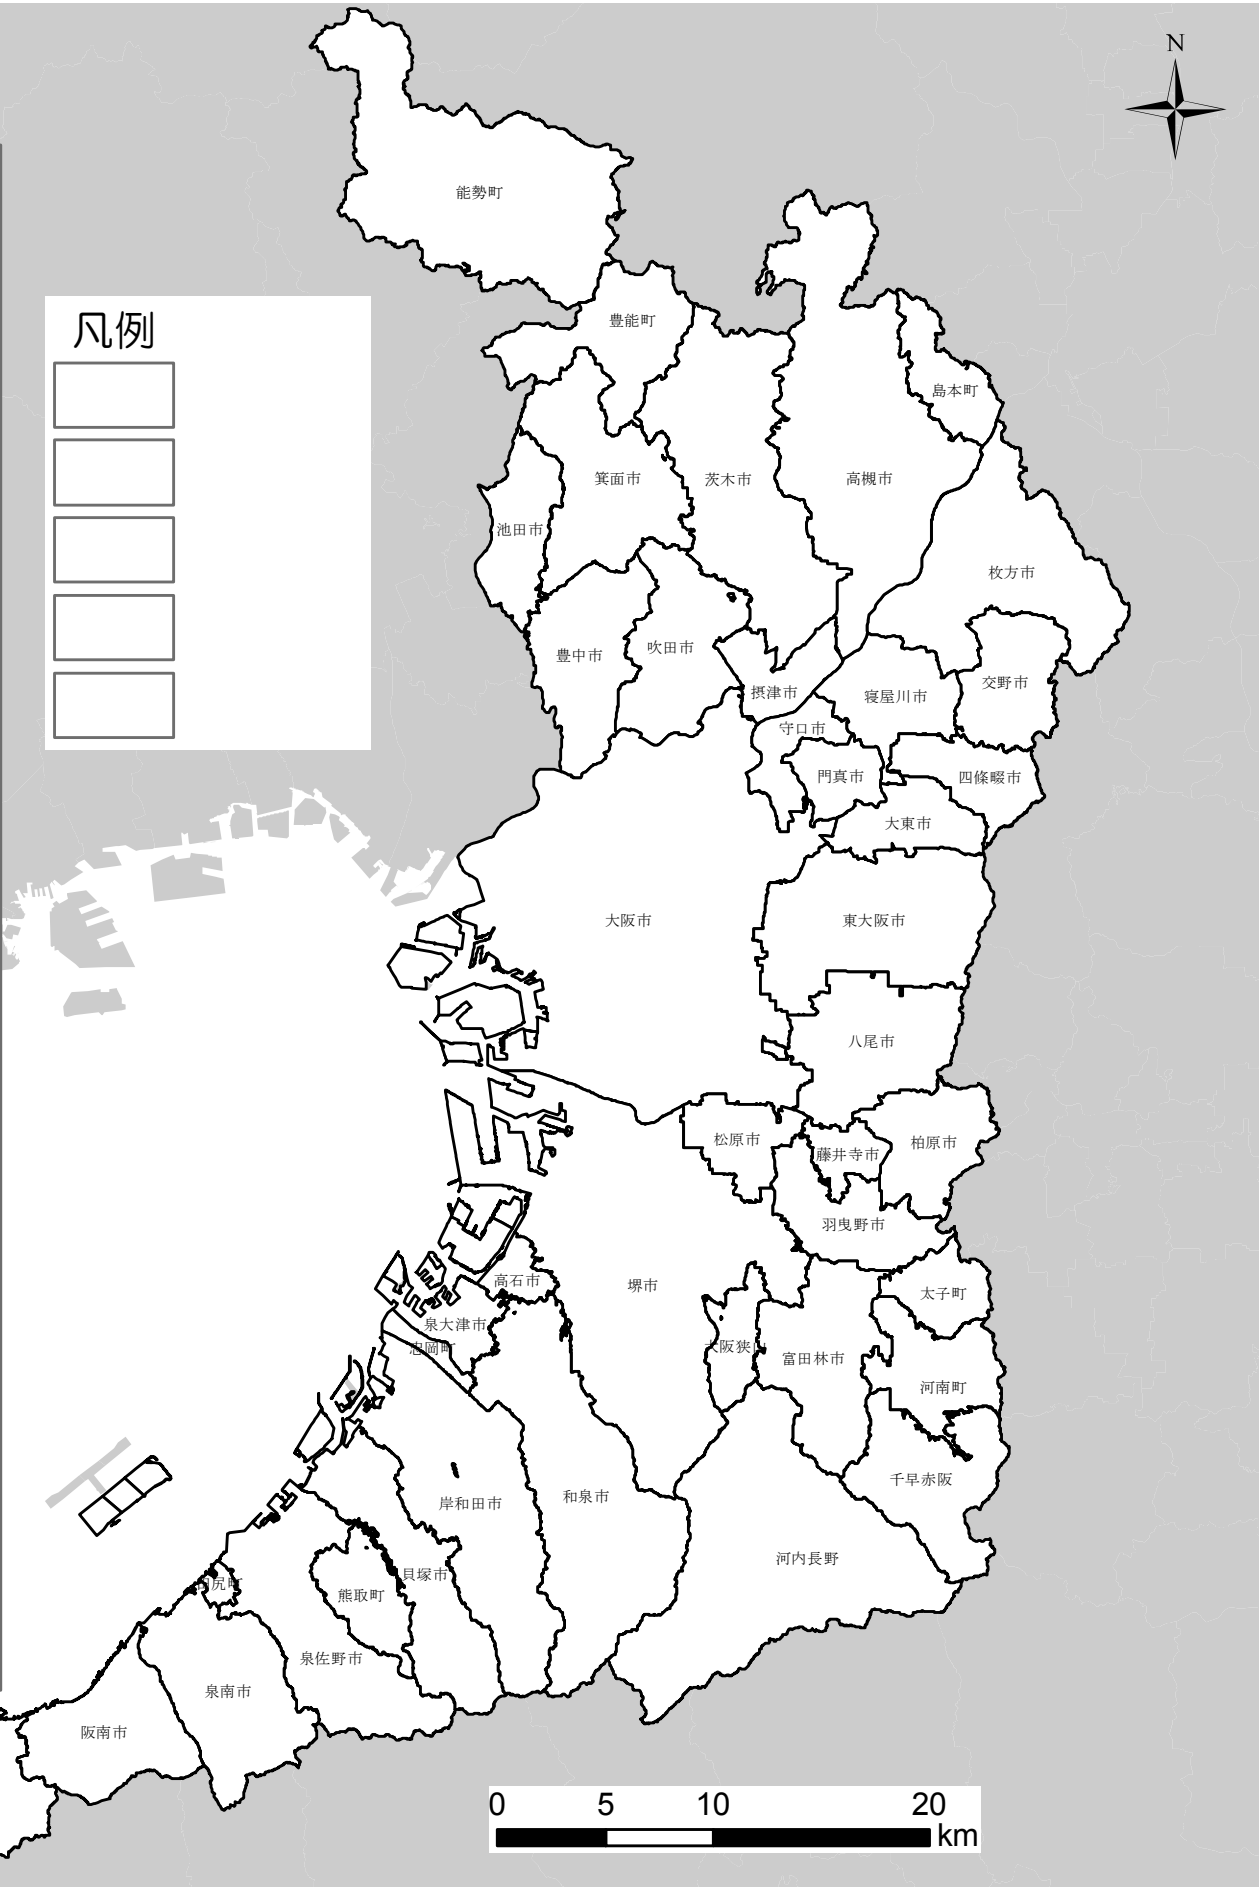 N
能勢町
豊能町
凡例
島本町
箕面市
茨木市
高槻市
池田市
枚方市
豊中市
吹田市
交野市
摂津市
寝屋川市
守口市
門真市
四條畷市
大東市
大阪市
東大阪市
八尾市
松原市
藤井寺市
柏原市
羽曳野市
高石市
堺市
太子町
泉大津市
忠岡町
大阪狭山
富田林市
河南町
千早赤阪
岸和田市
和泉市
河内長野
貝塚市
田尻町
熊取町
泉佐野市
泉南市
阪南市
0 5 10 20
km